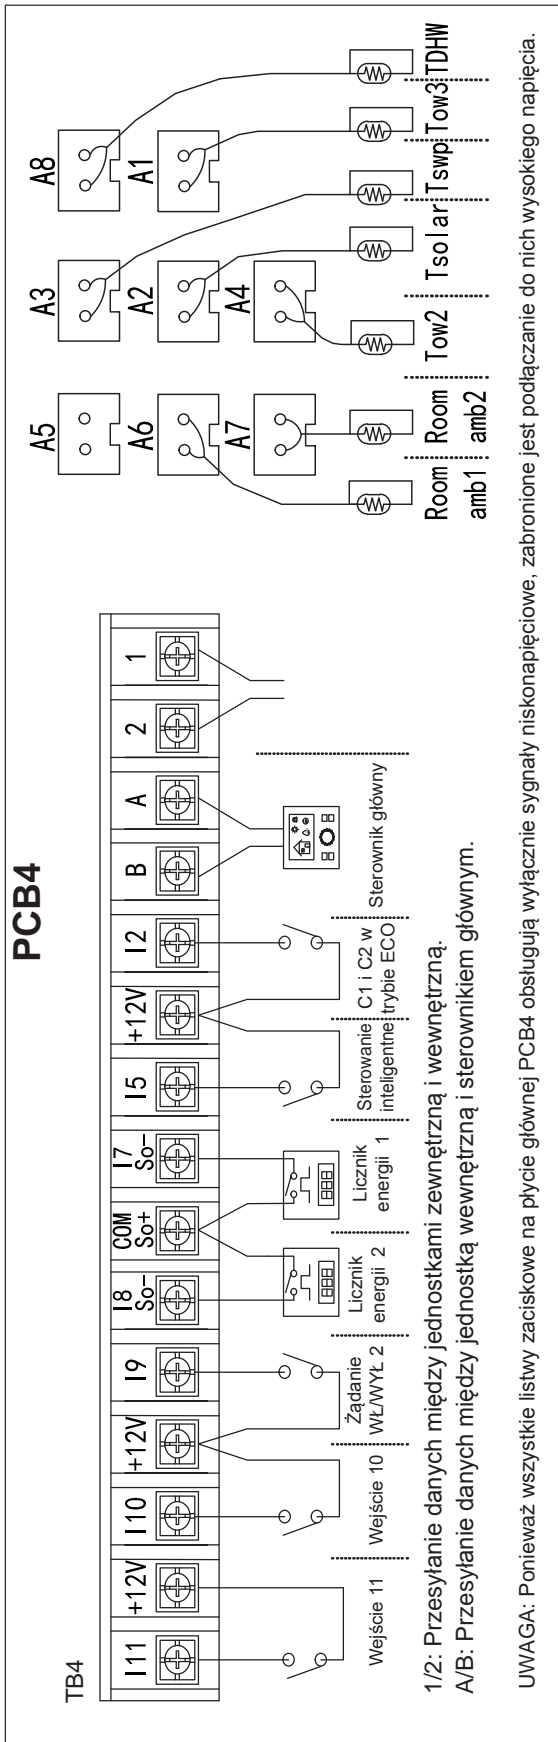 PCB4
TB4
I11
+12V
I10
+12V
I9
I8
So-
COM
So+
I7
So-
I5
+12V
I2
B
A
2
1
Wejście 11
Wejście 10
Żądanie
WŁ/WYŁ 2
Licznik
energii 2
Licznik
energii 1
Sterowanie
inteligentne
C1 i C2 w
trybie ECO
Sterownik główny
A5
A3
A8
A6
A2
A1
A7
A4
Room
amb1
Room
amb2
Tow2
Tsolar
Tswp
Tow3
TDHW
1/2: Przesyłanie danych między jednostkami zewnętrzną i wewnętrzną.
A/B: Przesyłanie danych między jednostką wewnętrzną i sterownikiem głównym.
UWAGA: Ponieważ wszystkie listwy zaciskowe na płycie głównej PCB4 obsługują wyłącznie sygnały niskonapięciowe, zabronione jest podłączanie do nich wysokiego napięcia.